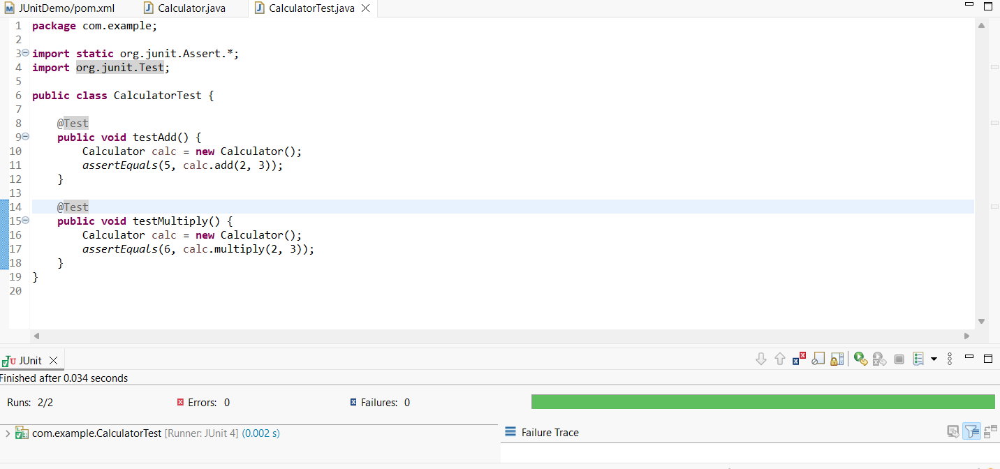 JUnitDemo/pom.xml Calculator.java CalculatorTest.java
1 package com.example;
2
3 import static org.junit.Assert.*;
4 import org.junit.Test;
5
6 public class CalculatorTest {
7
8     @Test
9     public void testAdd() {
10         Calculator calc = new Calculator();
11         assertEquals(5, calc.add(2, 3));
12     }
13
14     @Test
15     public void testMultiply() {
16         Calculator calc = new Calculator();
17         assertEquals(6, calc.multiply(2, 3));
18     }
19 }
20
JUnit
Finished after 0.034 seconds
Runs: 2/2 Errors: 0 Failures: 0
com.example.CalculatorTest [Runner: JUnit 4] (0.002 s) Failure Trace